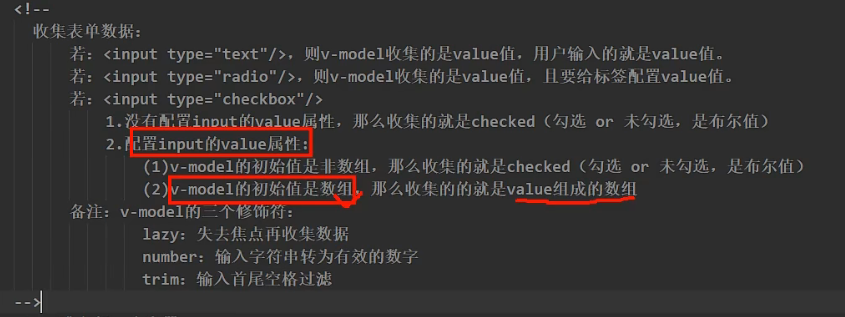 <!--
收集表单数据：
若：<input type="text"/>，则v-model收集的是value值，用户输入的就是value值。
若：<input type="radio"/>，则v-model收集的是value值，且要给标签配置value值。
若：<input type="checkbox"/>
1.没有配置input的value属性，那么收集的就是checked（勾选 or 未勾选，是布尔值）
2.配置input的value属性:
(1)v-model的初始值是非数组，那么收集的就是checked（勾选 or 未勾选，是布尔值）
(2)v-model的初始值是数组，那么收集的的就是value组成的数组
备注：v-model的三个修饰符：
lazy：失去焦点再收集数据
number：输入字符串转为有效的数字
trim：输入首尾空格过滤
-->